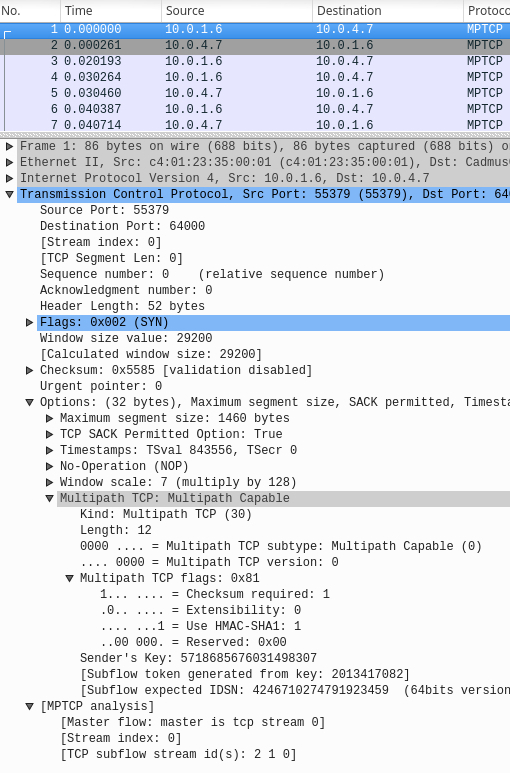 No. Time Source Destination Protoco
1 0.000000 10.0.1.6 10.0.4.7 MPTCP
2 0.000261 10.0.4.7 10.0.1.6 MPTCP
3 0.020193 10.0.1.6 10.0.4.7 MPTCP
4 0.030264 10.0.1.6 10.0.4.7 MPTCP
5 0.030460 10.0.4.7 10.0.1.6 MPTCP
6 0.040387 10.0.1.6 10.0.4.7 MPTCP
7 0.040714 10.0.4.7 10.0.1.6 MPTCP
Frame 1: 86 bytes on wire (688 bits), 86 bytes captured (688 bits) o
Ethernet II, Src: c4:01:23:35:00:01 (c4:01:23:35:00:01), Dst: Cadmus
Internet Protocol Version 4, Src: 10.0.1.6, Dst: 10.0.4.7
Transmission Control Protocol, Src Port: 55379 (55379), Dst Port: 640
Source Port: 55379
Destination Port: 64000
[Stream index: 0]
[TCP Segment Len: 0]
Sequence number: 0 (relative sequence number)
Acknowledgment number: 0
Header Length: 52 bytes
Flags: 0x002 (SYN)
Window size value: 29200
[Calculated window size: 29200]
Checksum: 0x5585 [validation disabled]
Urgent pointer: 0
Options: (32 bytes), Maximum segment size, SACK permitted, Timesta
Maximum segment size: 1460 bytes
TCP SACK Permitted Option: True
Timestamps: TSval 843556, TSecr 0
No-Operation (NOP)
Window scale: 7 (multiply by 128)
Multipath TCP: Multipath Capable
Kind: Multipath TCP (30)
Length: 12
0000 .... = Multipath TCP subtype: Multipath Capable (0)
.... 0000 = Multipath TCP version: 0
Multipath TCP flags: 0x81
1... .... = Checksum required: 1
.0.. .... = Extensibility: 0
.... ...1 = Use HMAC-SHA1: 1
..00 000. = Reserved: 0x00
Sender's Key: 5718685676031498307
[Subflow token generated from key: 2013417082]
[Subflow expected IDSN: 4246710274791923459 (64bits version
[MPTCP analysis]
[Master flow: master is tcp stream 0]
[Stream index: 0]
[TCP subflow stream id(s): 2 1 0]